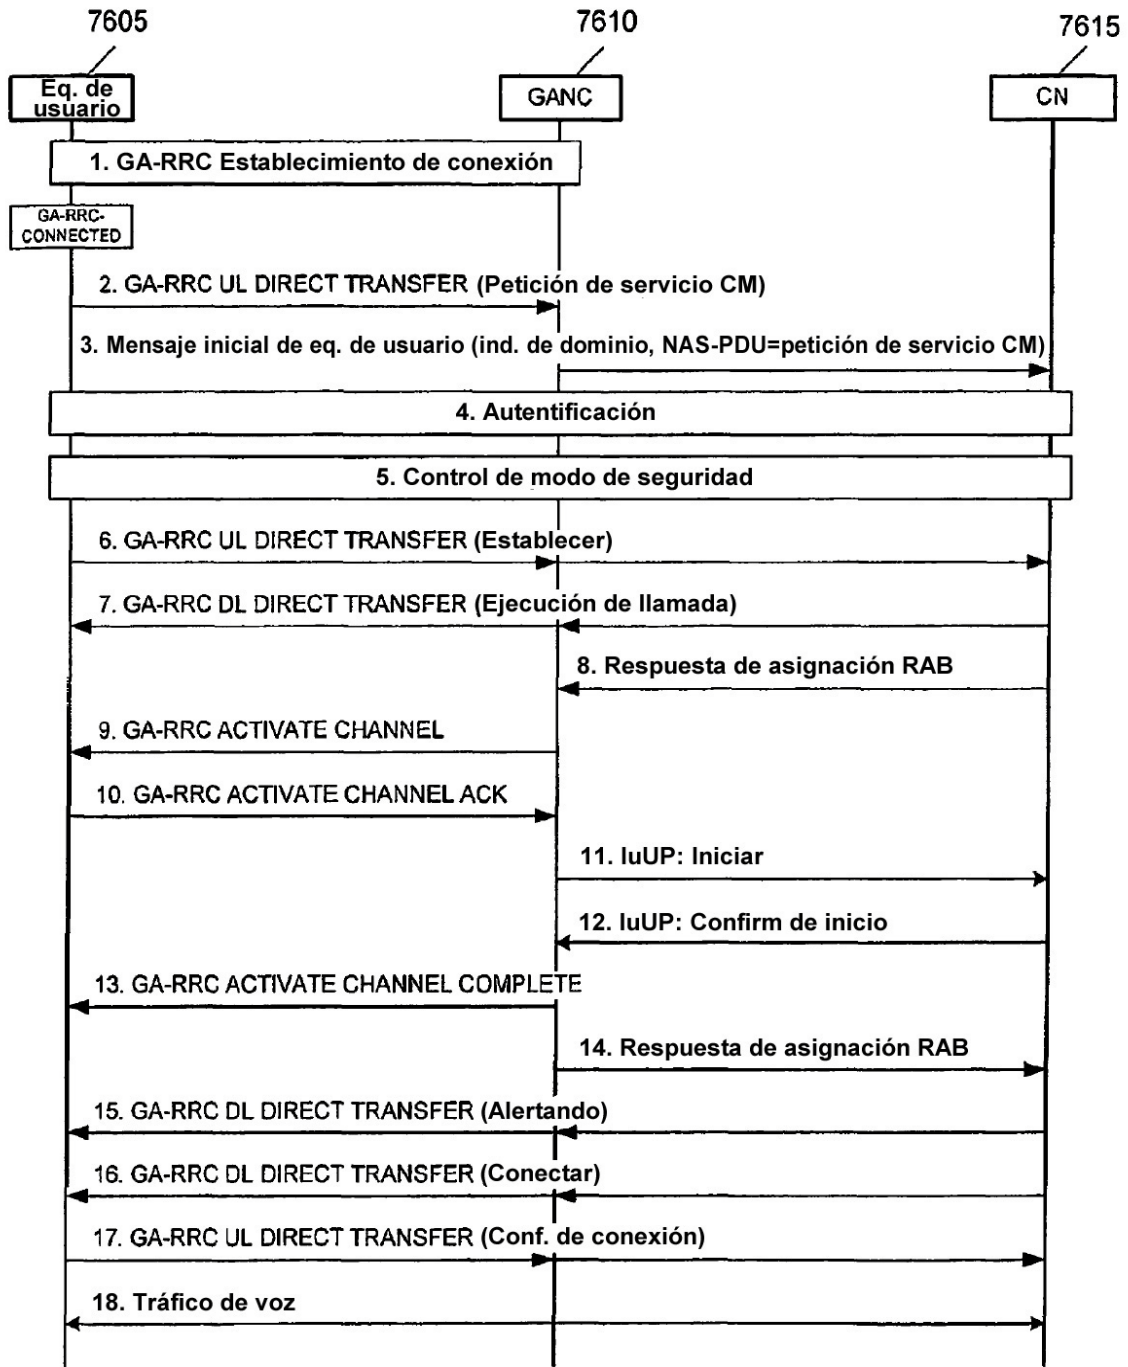 7605
7610
7615
Eq. de
usuario
GANC
CN
1. GA-RRC Establecimiento de conexión
GA-RRC-
CONNECTED
2. GA-RRC UL DIRECT TRANSFER (Petición de servicio CM)
3. Mensaje inicial de eq. de usuario (ind. de dominio, NAS-PDU=petición de servicio CM)
4. Autentificación
5. Control de modo de seguridad
6. GA-RRC UL DIRECT TRANSFER (Establecer)
7. GA-RRC DL DIRECT TRANSFER (Ejecución de llamada)
8. Respuesta de asignación RAB
9. GA-RRC ACTIVATE CHANNEL
10. GA-RRC ACTIVATE CHANNEL ACK
11. IuUP: Iniciar
12. IuUP: Confirm de inicio
13. GA-RRC ACTIVATE CHANNEL COMPLETE
14. Respuesta de asignación RAB
15. GA-RRC DL DIRECT TRANSFER (Alertando)
16. GA-RRC DL DIRECT TRANSFER (Conectar)
17. GA-RRC UL DIRECT TRANSFER (Conf. de conexión)
18. Tráfico de voz